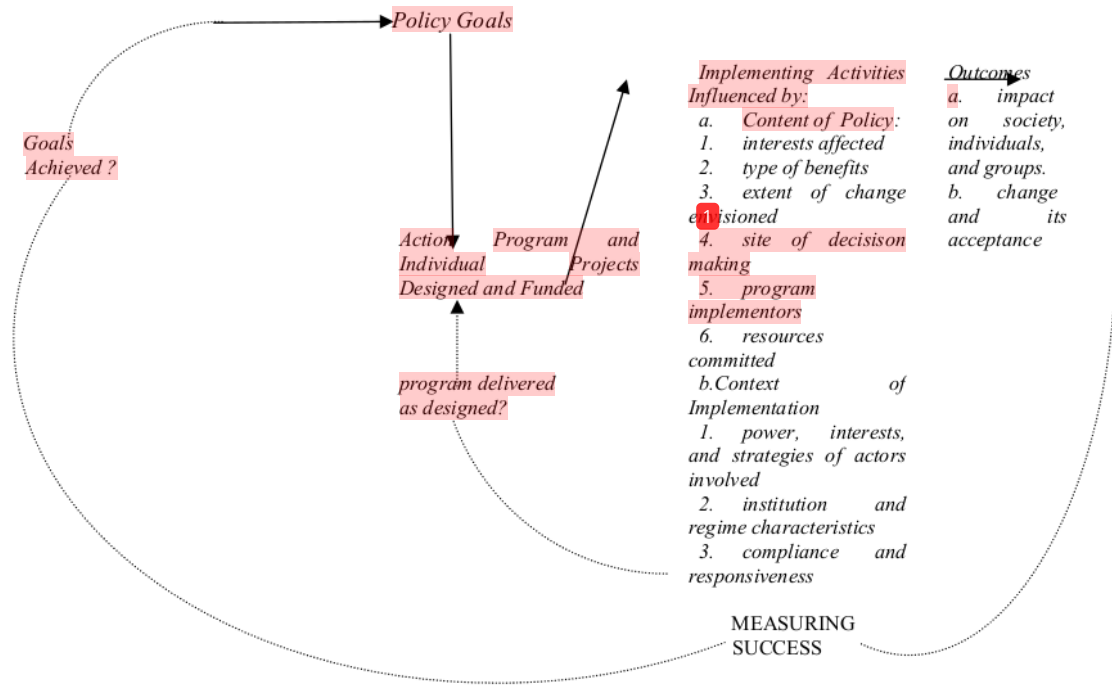 Policy Goals
Goals
Achieved ?
Action Program and
Individual Projects
Designed and Funded
program delivered
as designed?
Implementing Activities
Influenced by:
a. Content of Policy:
1. interests affected
2. type of benefits
3. extent of change
envisioned
1
4. site of decisison
making
5. program
implementors
6. resources
committed
b.Context of
Implementation
1. power, interests,
and strategies of actors
involved
2. institution and
regime characteristics
3. compliance and
responsiveness
Outcomes
a. impact
on society,
individuals,
and groups.
b. change
and its
acceptance
MEASURING
SUCCESS